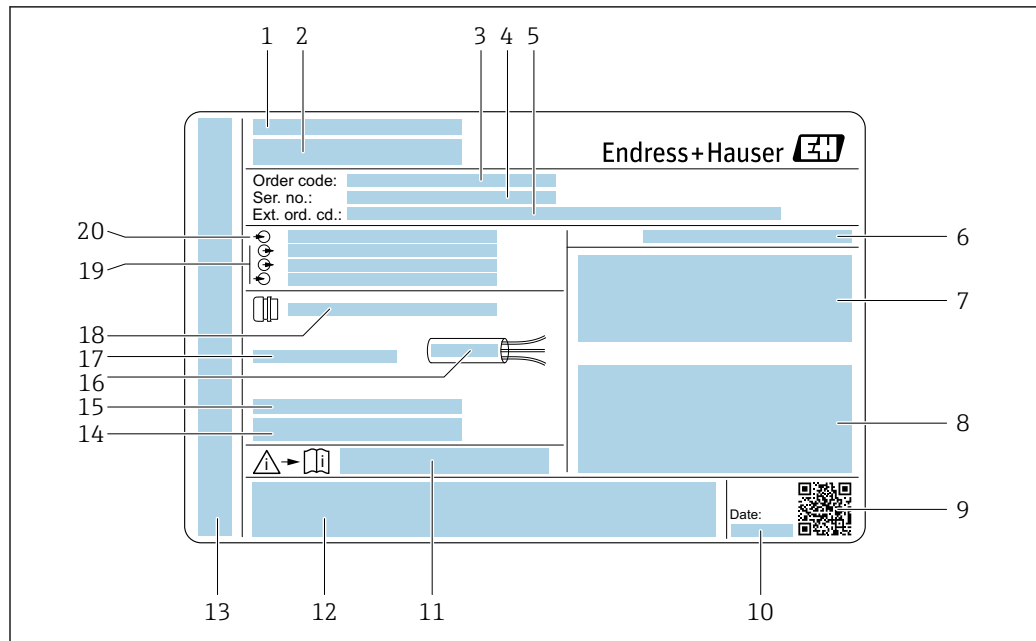 1 2 3 4 5
Endress+Hauser EH
Order code:
Ser. no.:
Ext. ord. cd.:
20
6
19
7
18
17
16
15
14
8
i
i
Date:
9
13 12 11 10